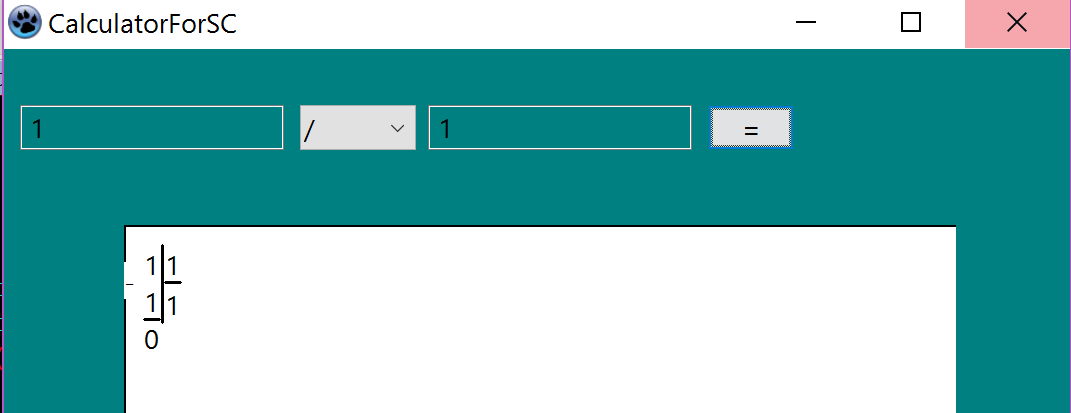 CalculatorForSC
1 / 1 =
1 1
-
1 1
0